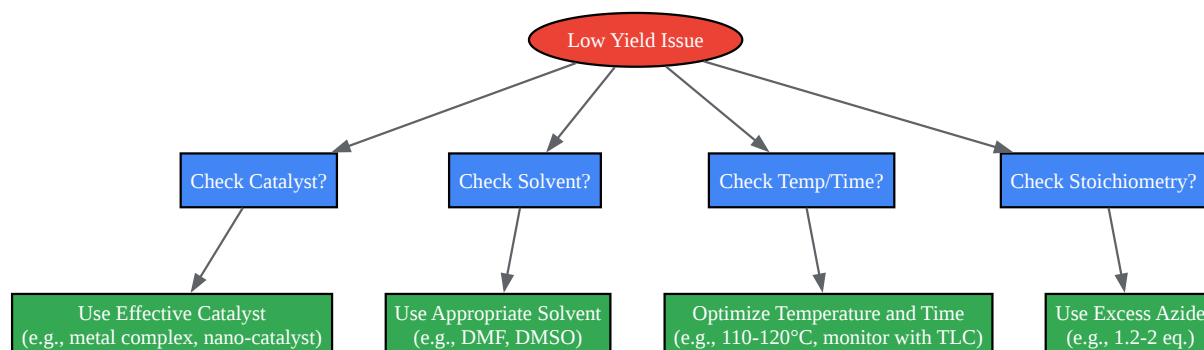 Low Yield Issue
Check Catalyst?
Check Solvent?
Check Temp/Time?
Check Stoichiometry?
Use Effective Catalyst
(e.g., metal complex, nano-catalyst)
Use Appropriate Solvent
(e.g., DMF, DMSO)
Optimize Temperature and Time
(e.g., 110-120°C, monitor with TLC)
Use Excess Azide
(e.g., 1.2-2 eq.)